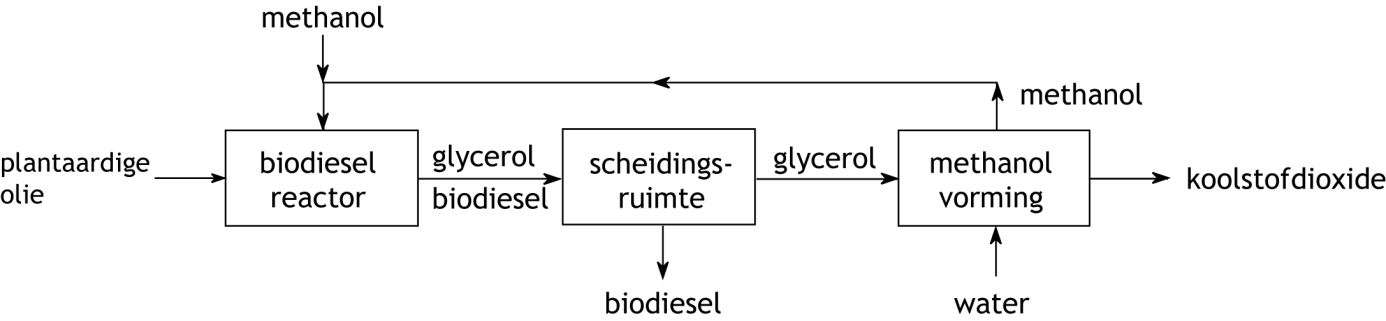 methanol
methanol
plantaardige
olie
biodiesel
reactor
glycerol
biodiesel
scheidings-
ruimte
glycerol
methanol
vorming
koolstofdioxide
biodiesel
water